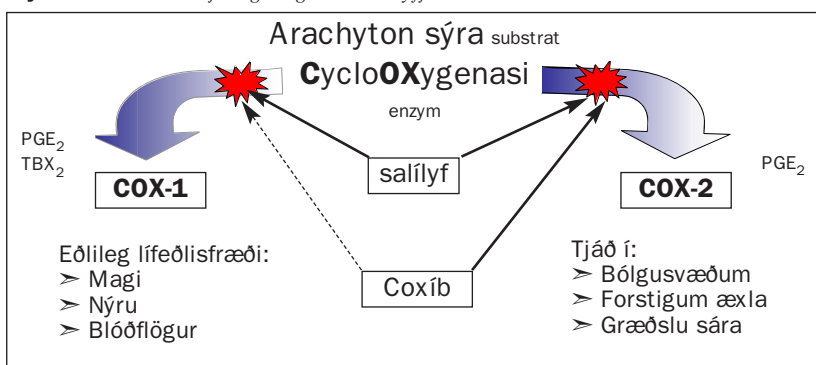 Arachyton sýra substrat
CycloOXygenasi
enzym
PGE2
TBX2
COX-1
salílyf
COX-2
PGE2
Eðlileg lífeðlisfræði:
➢ Magi
➢ Nýru
➢ Blóðflögur
Coxíb
Tjáð í:
➢ Bólgusvæðum
➢ Forstigum æxla
➢ Græðslu sára